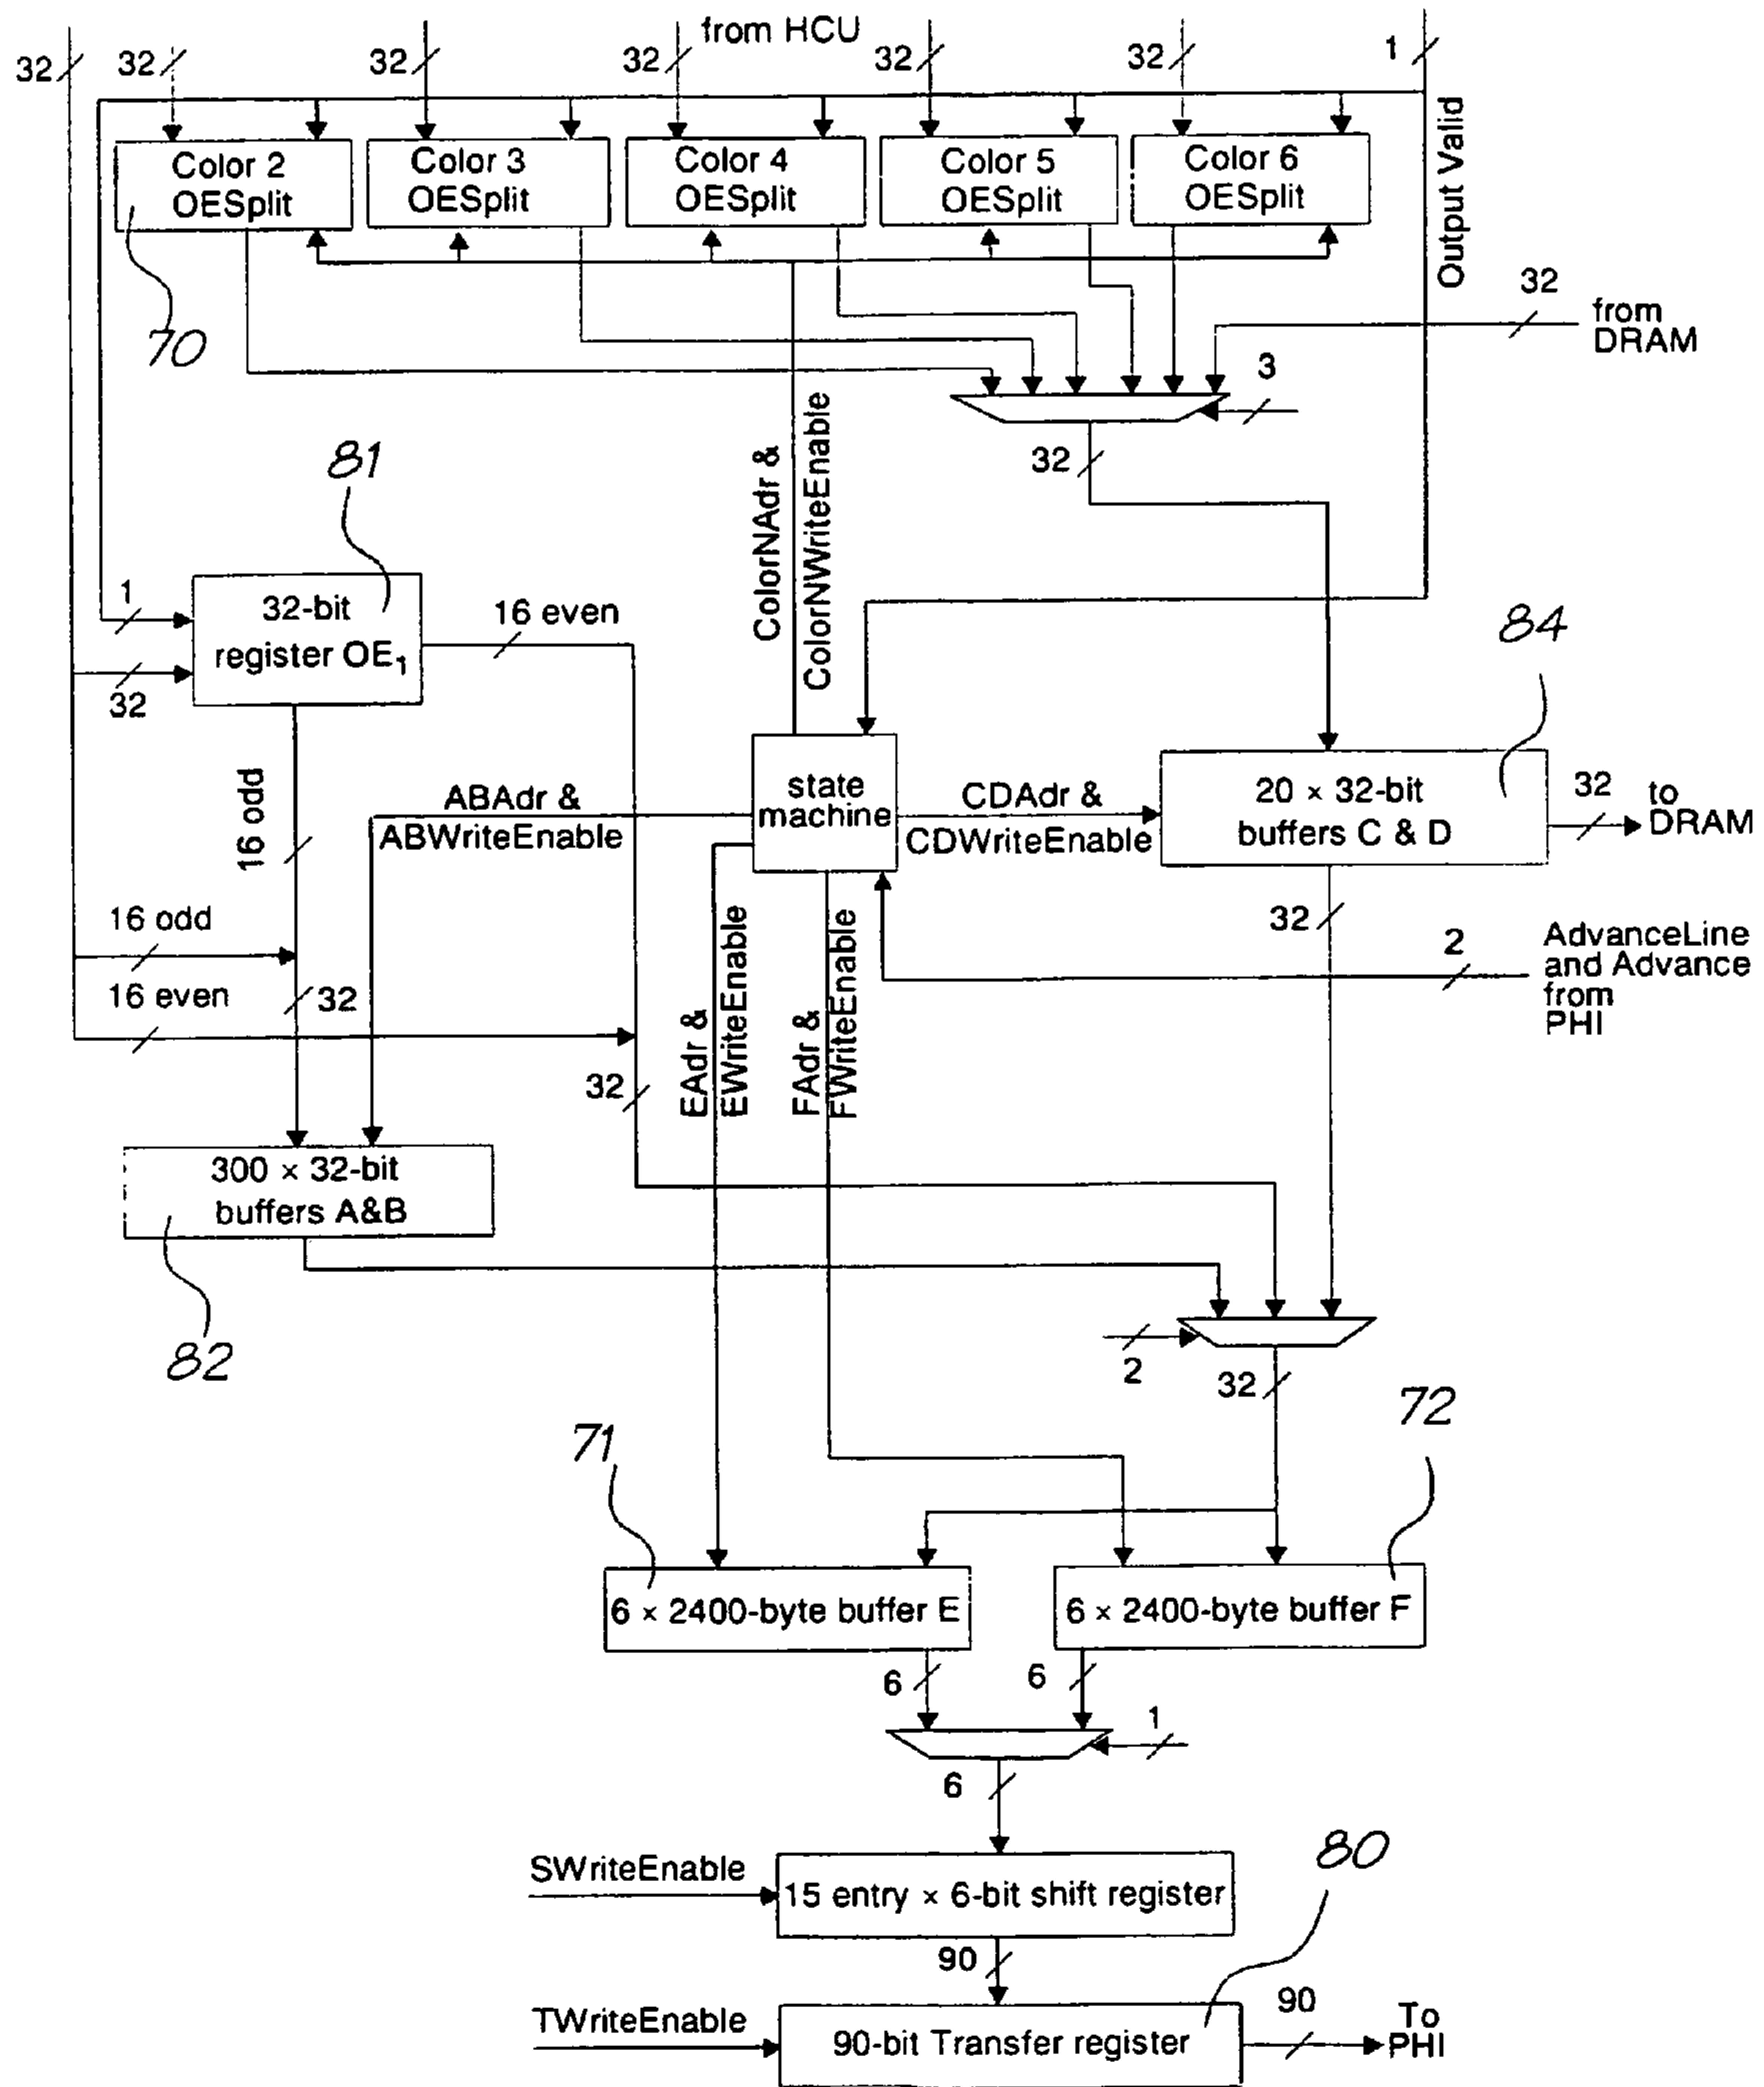 from HCU
32
32
32
32
32
32
1
Color 2
OESplit
Color 3
OESplit
Color 4
OESplit
Color 5
OESplit
Color 6
OESplit
Output Valid
70
32
from
DRAM
3
32
81
ColorNAdr &
ColorNWriteEnable
1
32
32-bit
register OE1
16 even
84
16 odd
ABAdr &
ABWriteEnable
state
machine
CDAdr &
CDWriteEnable
20 × 32-bit
buffers C & D
32
to
DRAM
16 odd
16 even
32
32
EAdr &
EWriteEnable
FAdr &
FWriteEnable
32
2
AdvanceLine
and Advance
from
PHI
300 × 32-bit
buffers A&B
82
2
32
71
72
6 × 2400-byte buffer E
6 × 2400-byte buffer F
6
6
1
6
80
SWriteEnable
15 entry × 6-bit shift register
90
TWriteEnable
90-bit Transfer register
90
To
PHI